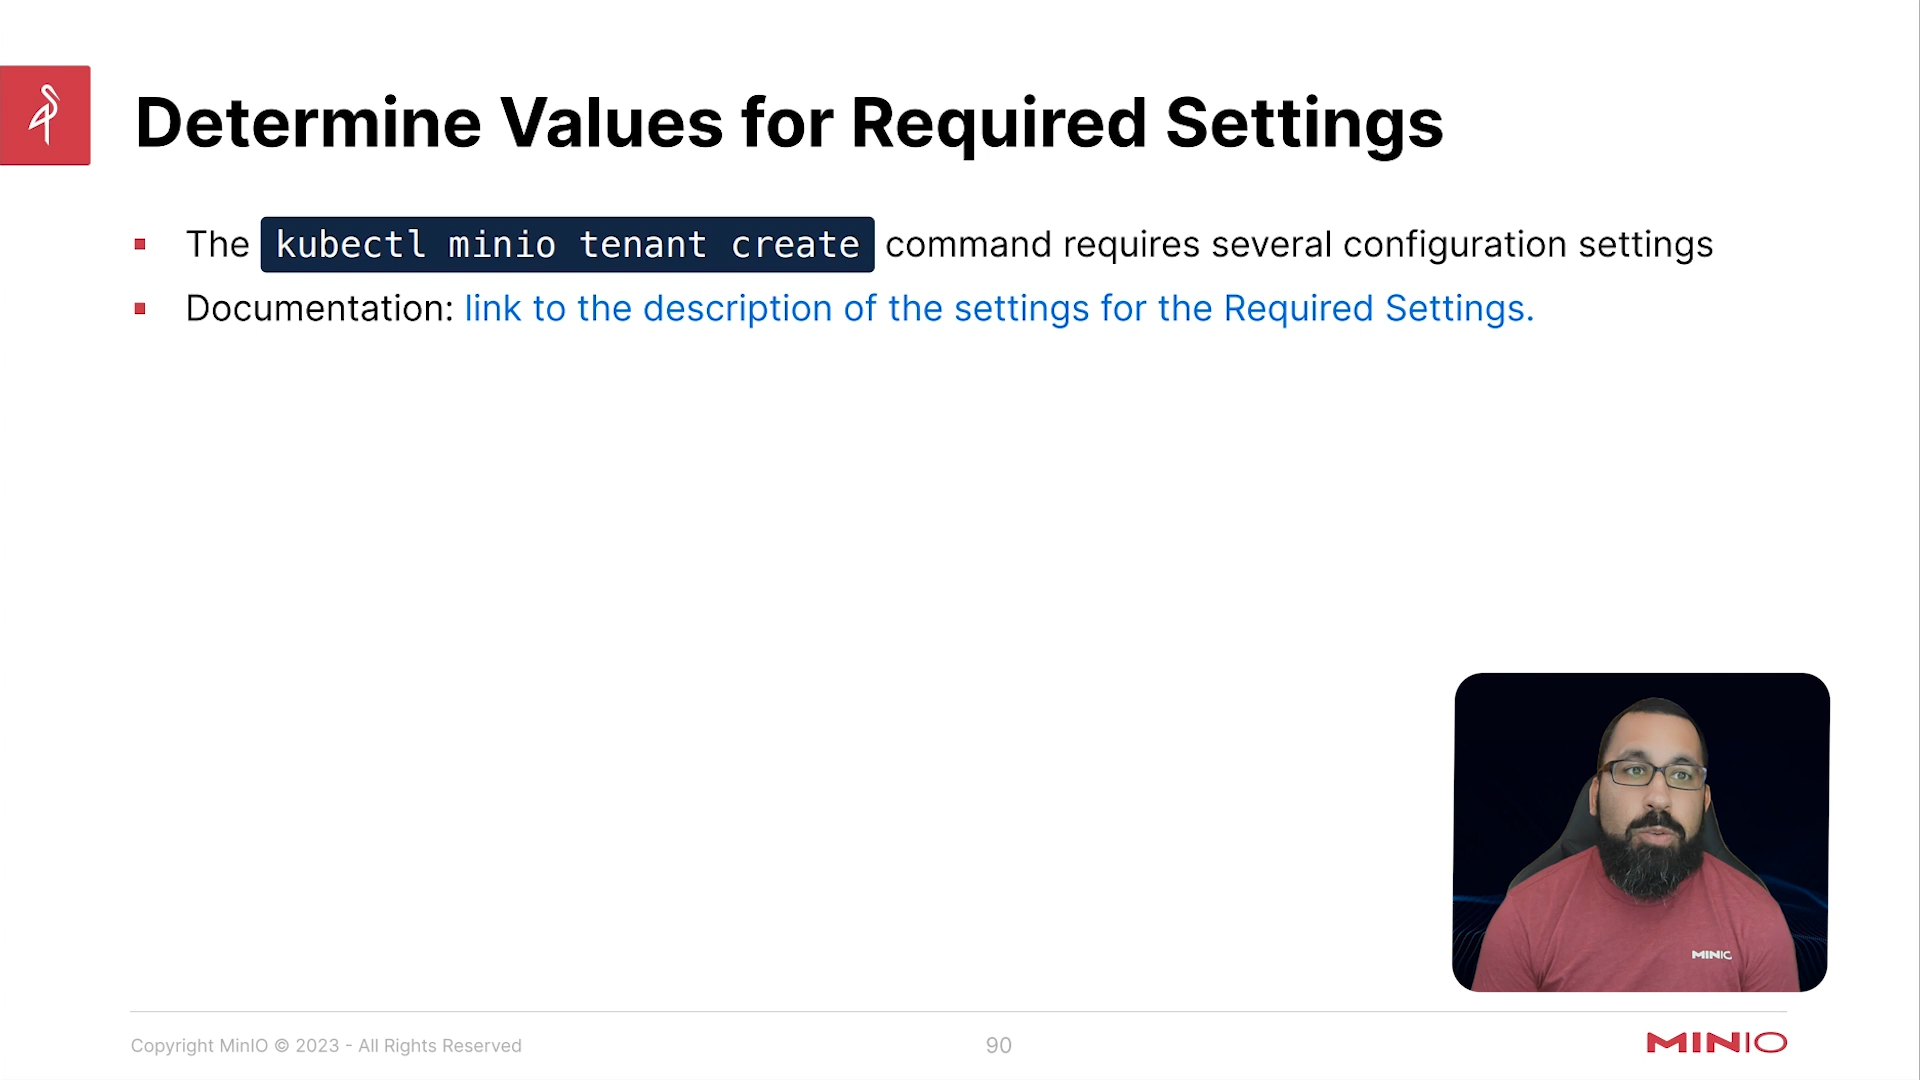 Determine Values for Required Settings
The kubectl minio tenant create command requires several configuration settings
Documentation: link to the description of the settings for the Required Settings.
MINIO
Copyright MinIO © 2023 - All Rights Reserved
90
MINIO